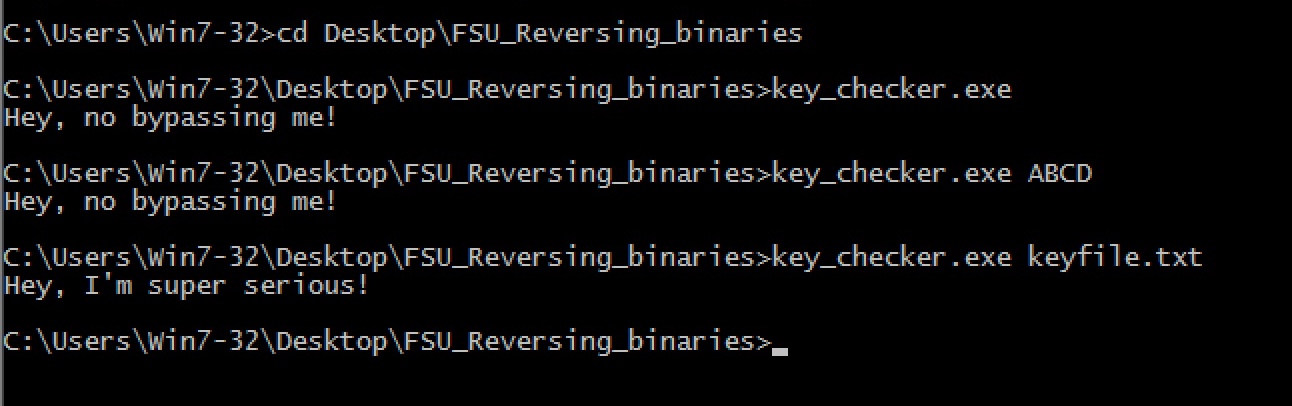 C:\Users\Win7-32>cd Desktop\FSU_Reversing_binaries
C:\Users\Win7-32\Desktop\FSU_Reversing_binaries>key_checker.exe
Hey, no bypassing me!
C:\Users\Win7-32\Desktop\FSU_Reversing_binaries>key_checker.exe ABCD
Hey, no bypassing me!
C:\Users\Win7-32\Desktop\FSU_Reversing_binaries>key_checker.exe keyfile.txt
Hey, I'm super serious!
C:\Users\Win7-32\Desktop\FSU_Reversing_binaries>